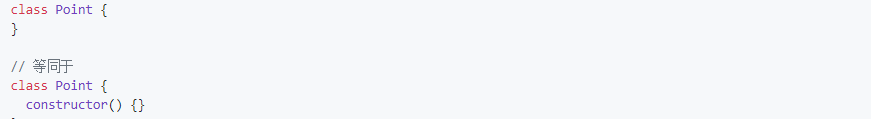 class Point {
}
// 等同于
class Point {
constructor() {}